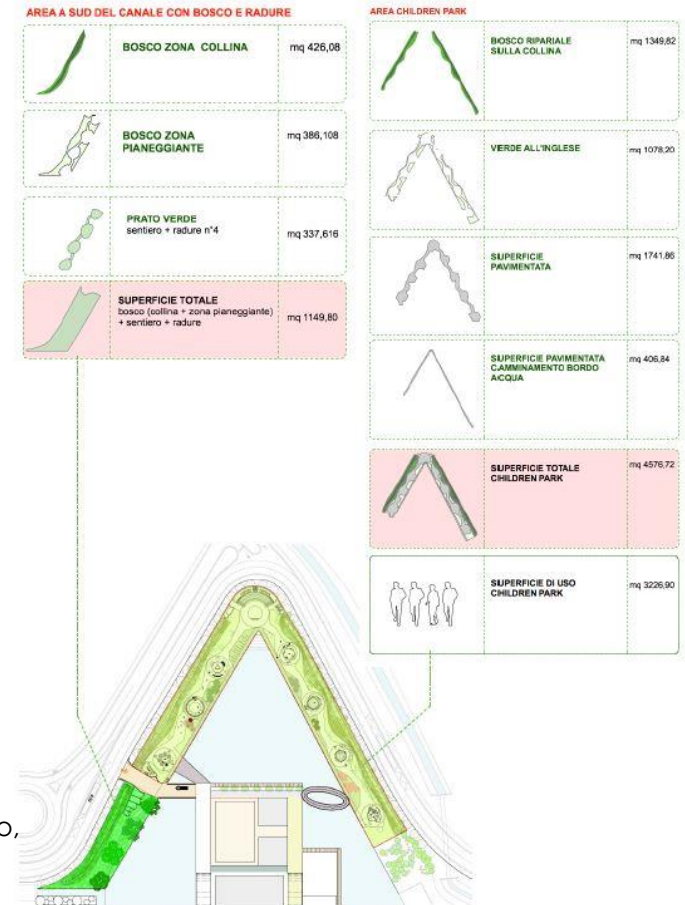 AREA A SUD DEL CANALE CON BOSCO E RADURE
BOSCO ZONA COLLINA
mq 426,08
BOSCO ZONA
PIANEGGIANTE
mq 386,108
PRATO VERDE
sentiero + radure n°4
mq 337,616
SUPERFICIE TOTALE
bosco (collina + zona pianeggiante)
+ sentiero + radure
mq 1149,80
AREA CHILDREN PARK
BOSCO RIPARIALE
SULLA COLLINA
mq 1349,82
VERDE ALL'INGLESE
mq 1078,20
SUPERFICIE
PAVIMENTATA
mq 1741,86
SUPERFICIE PAVIMENTATA
CAMMINAMENTO BORDO
ACQUA
mq 406,84
SUPERFICIE TOTALE
CHILDREN PARK
mq 4576,72
SUPERFICIE DI USO
CHILDREN PARK
mq 3226,90
o,